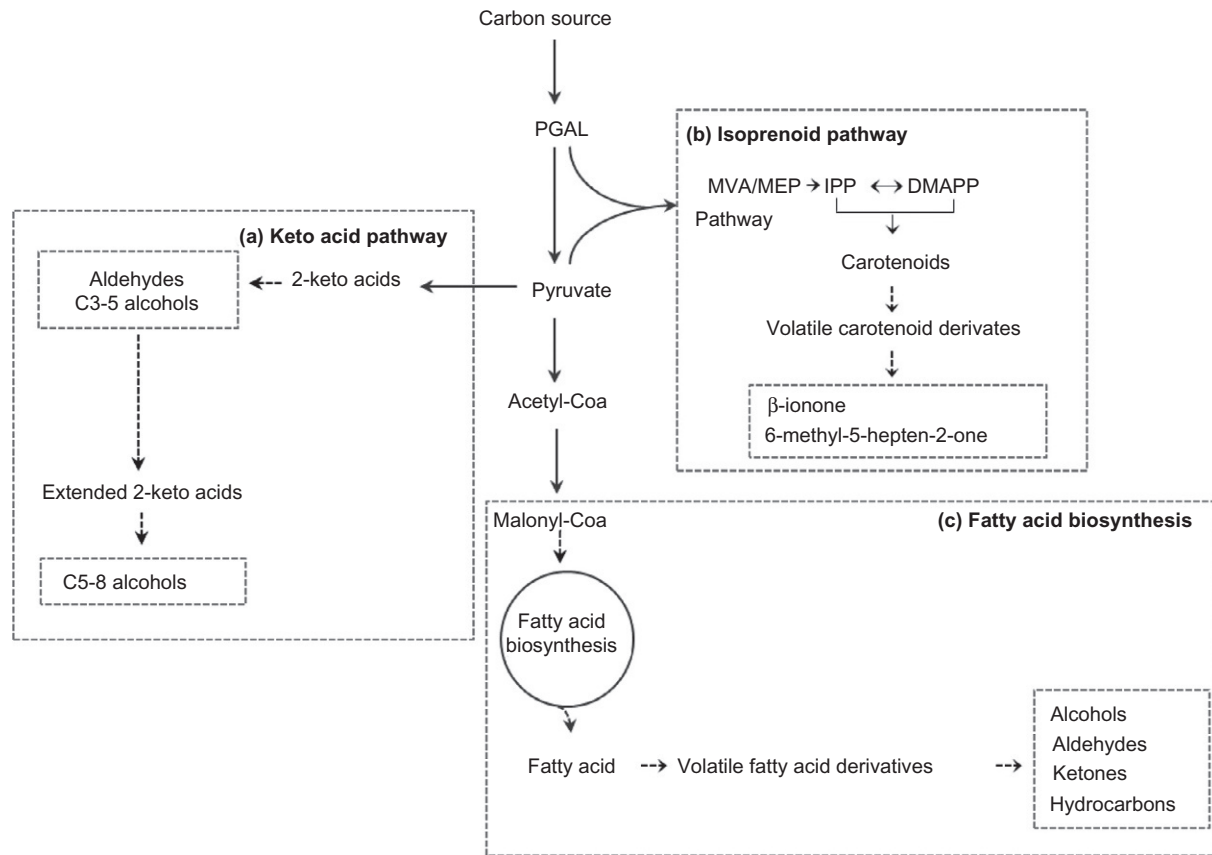 Carbon source
PGAL
(b) Isoprenoid pathway
MVA/MEP IPP DMAPP
Pathway
Carotenoids
Volatile carotenoid derivates
β-ionone
6-methyl-5-hepten-2-one
(a) Keto acid pathway
Aldehydes
C3-5 alcohols
2-keto acids
Pyruvate
Extended 2-keto acids
C5-8 alcohols
Acetyl-Coa
Malonyl-Coa
(c) Fatty acid biosynthesis
Fatty acid
biosynthesis
Fatty acid
Volatile fatty acid derivatives
Alcohols
Aldehydes
Ketones
Hydrocarbons